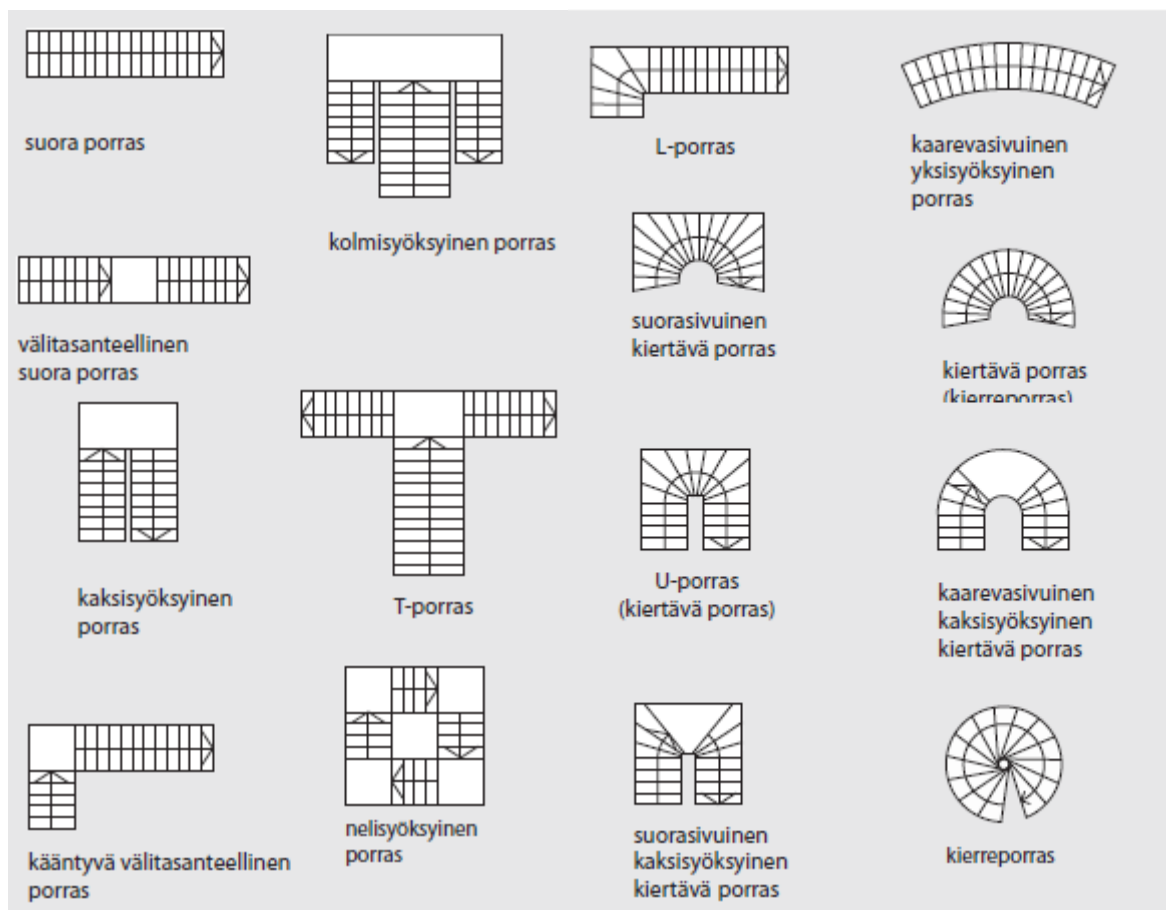 suora porras
kolmisyöksyinen porras
L-porras
kaarevasivuinen
yksisyöksyinen
porras
välitasanteellinen
suora porras
suorasivuinen
kiertävä porras
kiertävä porras
(kierreporras)
kaksisyöksyinen
porras
T-porras
U-porras
(kiertävä porras)
kaarevasivuinen
kaksisyöksyinen
kiertävä porras
kääntyvä välitasanteellinen
porras
nelisyöksyinen
porras
suorasivuinen
kaksisyöksyinen
kiertävä porras
kierreporras